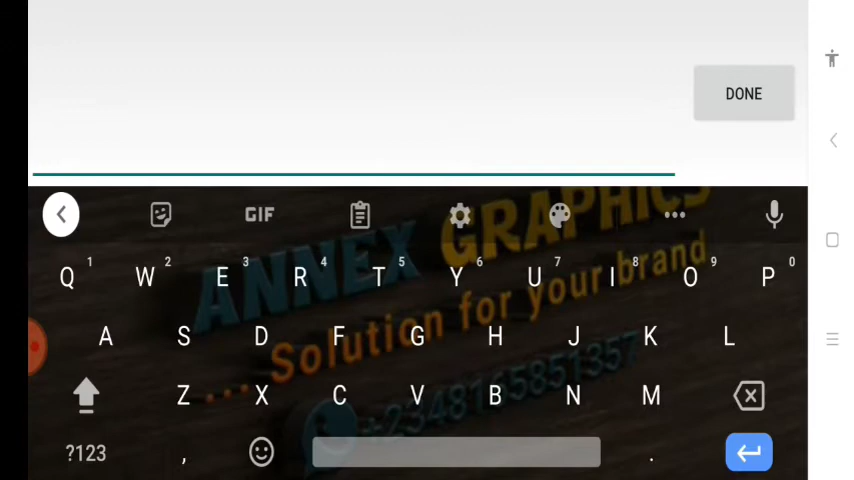 DONE
GIF
Q 1 W 2 E 3 R 4 T 5 Y 6 U 7 I 8 O 9 P 0
A S D F G H J K L
Z X C V B N M
?123 , .
ANNEX GRAPHICS
... Solution for your brand
+2348165851357